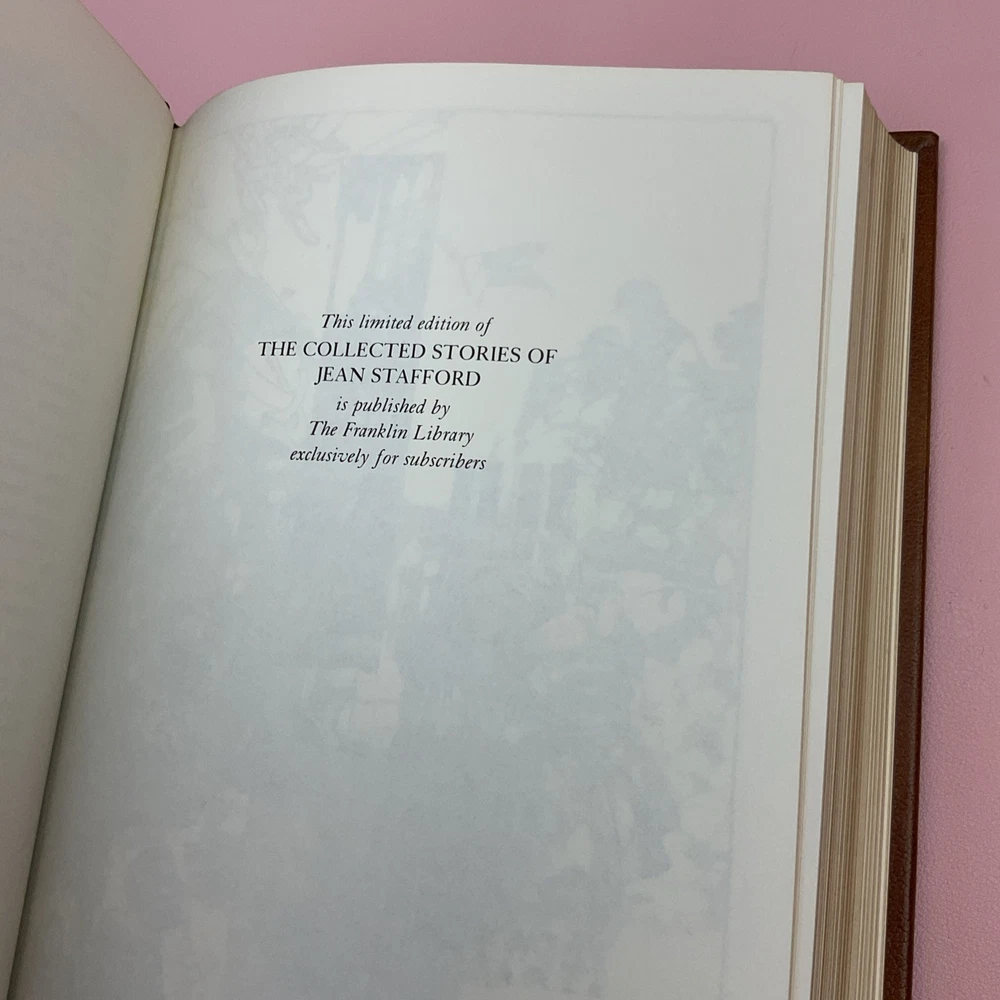 This limited edition of
THE COLLECTED STORIES OF
JEAN STAFFORD
is published by
The Franklin Library
exclusively for subscribers